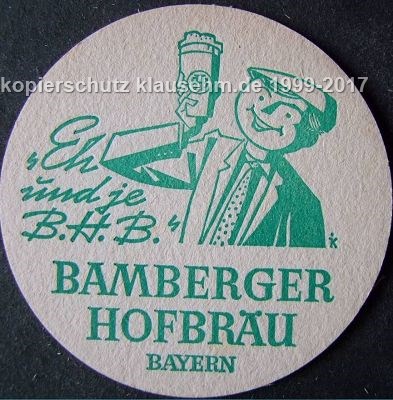 kopierschutz klausehm.de 1999-2017
„Eh
und je
B.H.B.“
BAMBERGER
HOFBRÄU
BAYERN